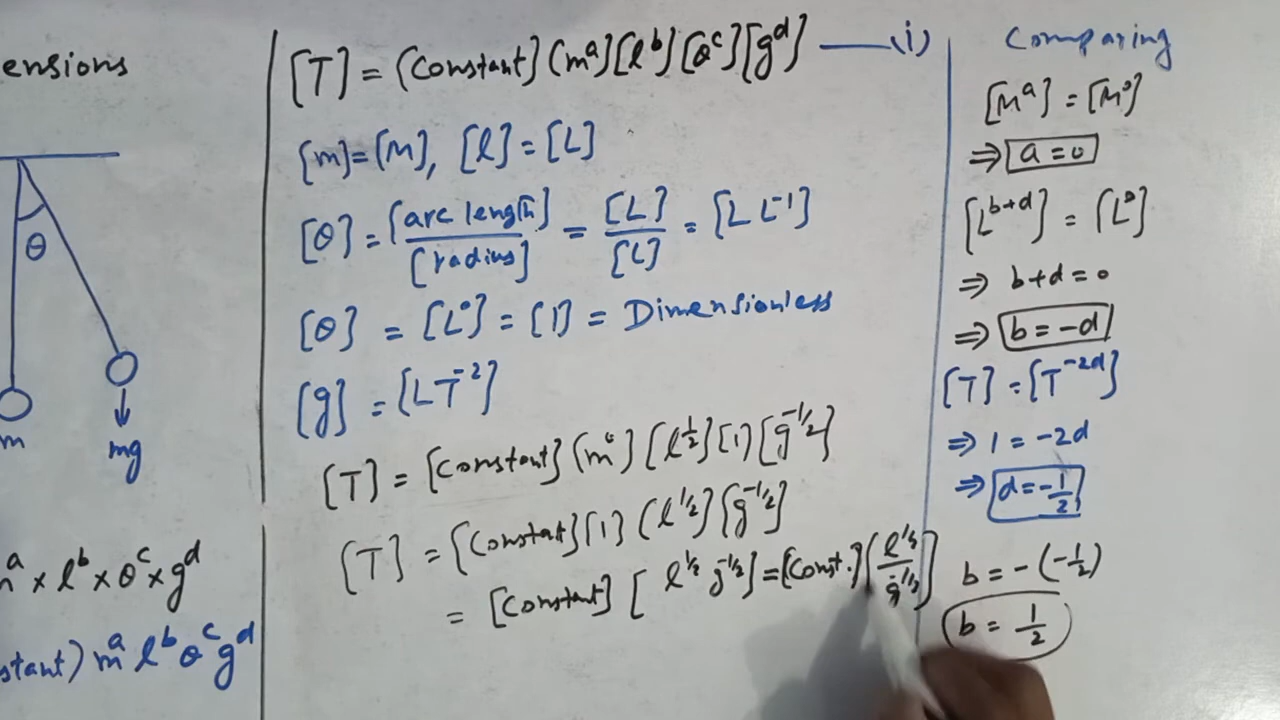 ensions
θ
m
mg
a × l^b × θ^c × g^d
stant) m^a l^b θ^c g^d
[T] = [Constant] [m^a] [l^b] [θ^c] [g^d] —(i)
[m] = [M], [l] = [L]
[θ] = [arc length] / [radius] = [L] / [L] = [L L^-1]
[θ] = [L^0] = [1] = Dimensionless
[g] = [L T^-2]
[T] = [Constant] [m^0] [l^1/2] [1] [g^-1/2]
[T] = [Constat] [1] [l^1/2] [g^-1/2]
= [Constant] [l^1/2 g^-1/2] = [Const.] [l^1/2 / g^1/2]
Comparing
[M^a] = [M^0]
⇒ a = 0
[L^b+d] = [L^0]
⇒ b+d = 0
⇒ b = -d
[T] = [T^-2d]
⇒ 1 = -2d
⇒ d = -1/2
b = -(-1/2)
b = 1/2